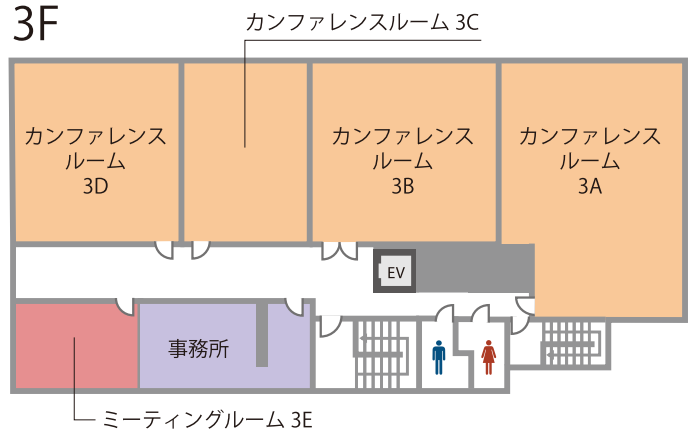 3F
カンファレンスルーム 3C
カンファレンス
ルーム
3D
カンファレンス
ルーム
3B
カンファレンス
ルーム
3A
EV
事務所
ミーティングルーム 3E